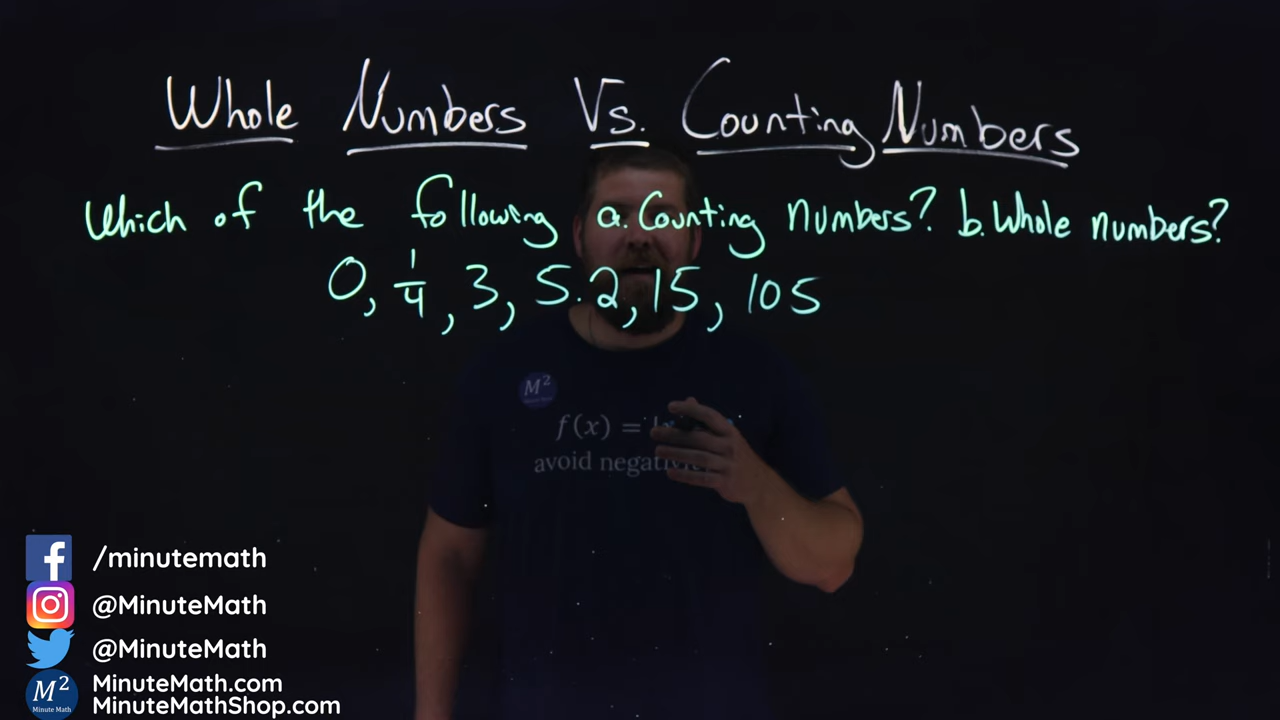 Whole Numbers Vs. Counting Numbers
Which of the following a. Counting numbers? b. Whole numbers?
0, 1/4, 3, 5.2, 15, 105
M²
f(x) =
avoid
/minutemath
@MinuteMath
@MinuteMath
M² MinuteMath.com
Minute Math MinuteMathShop.com